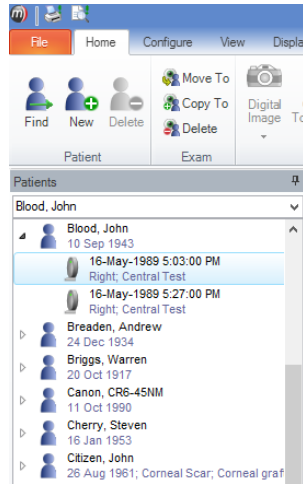 File Home Configure View Displa
Move To
Copy To
Delete
Find New Delete
Digital
Image
To
Patient Exam
Patients
Blood, John
Blood, John
10 Sep 1943
16-May-1989 5:03:00 PM
Right; Central Test
16-May-1989 5:27:00 PM
Right; Central Test
Breaden, Andrew
24 Dec 1934
Briggs, Warren
20 Oct 1917
Canon, CR6-45NM
11 Oct 1990
Cherry, Steven
16 Jan 1953
Citizen, John
26 Aug 1961; Corneal Scar; Corneal graf